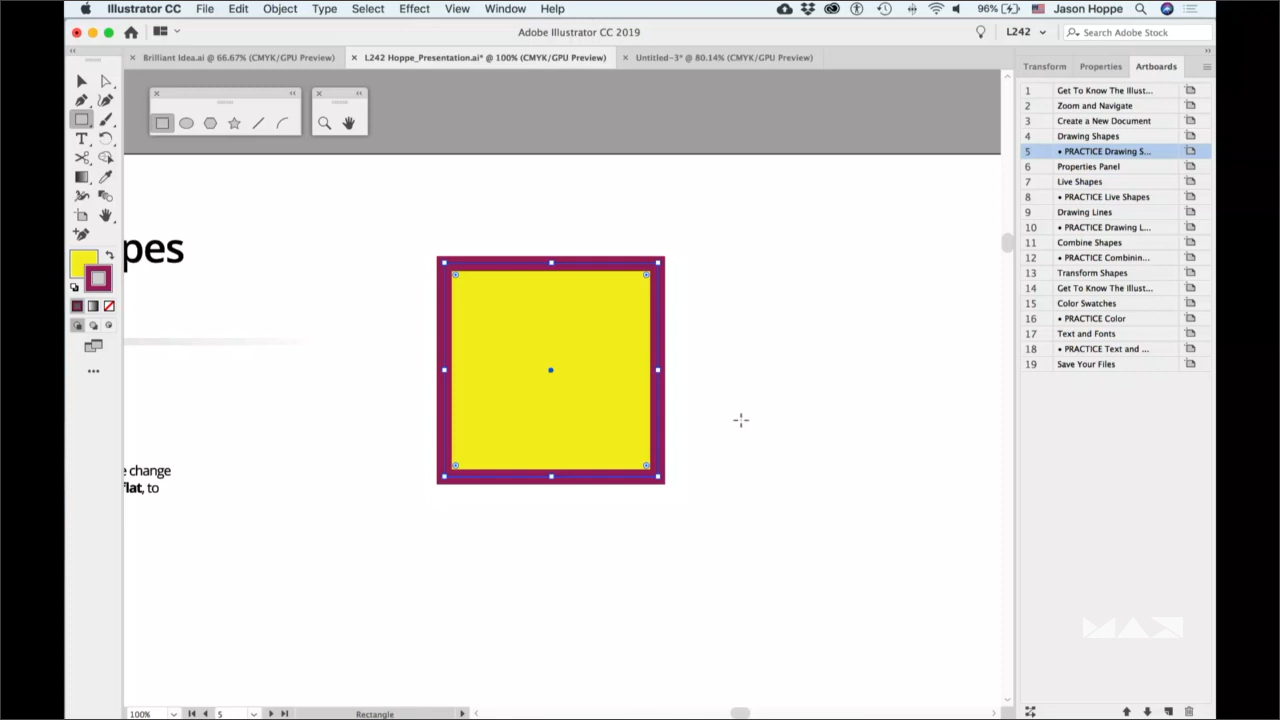 Illustrator CC File Edit Object Type Select Effect View Window Help 96% Jason Hoppe
Adobe Illustrator CC 2019 L242 Search Adobe Stock
Brilliant Idea.ai @ 66.67% (CMYK/GPU Preview) L242 Hoppe_Presentation.ai* @ 100% (CMYK/GPU Preview) Untitled-3* @ 80.14% (CMYK/GPU Preview)
Transform Properties Artboards
1 Get To Know The Illust...
2 Zoom and Navigate
3 Create a New Document
4 Drawing Shapes
5 • PRACTICE Drawing S...
6 Properties Panel
7 Live Shapes
8 • PRACTICE Live Shapes
9 Drawing Lines
10 • PRACTICE Drawing L...
11 Combine Shapes
12 • PRACTICE Combinin...
13 Transform Shapes
14 Get To Know The Illust...
15 Color Swatches
16 • PRACTICE Color
17 Text and Fonts
18 • PRACTICE Text and ...
19 Save Your Files
pes
e change
flat, to
MAX
100% 5 Rectangle